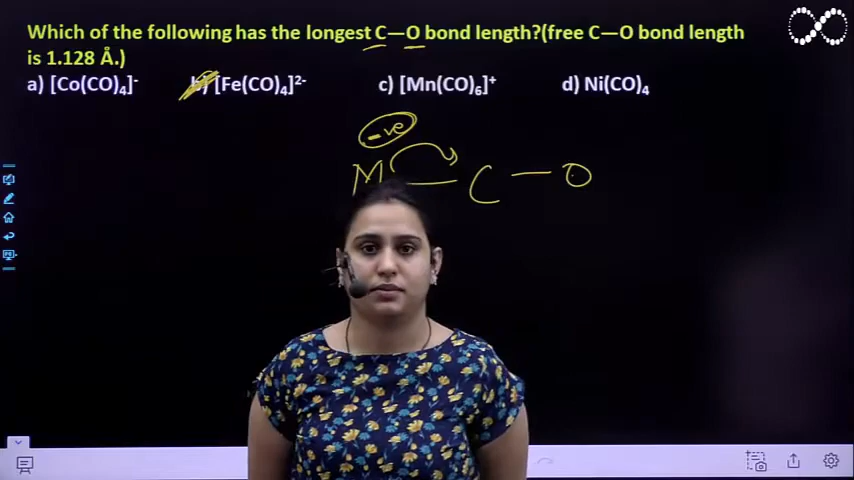 Which of the following has the longest C—O bond length?(free C—O bond length
is 1.128 Å.)
a) [Co(CO)₄]⁻ b) [Fe(CO)₄]²⁻ c) [Mn(CO)₆]⁺ d) Ni(CO)₄
-ve
M — C — O